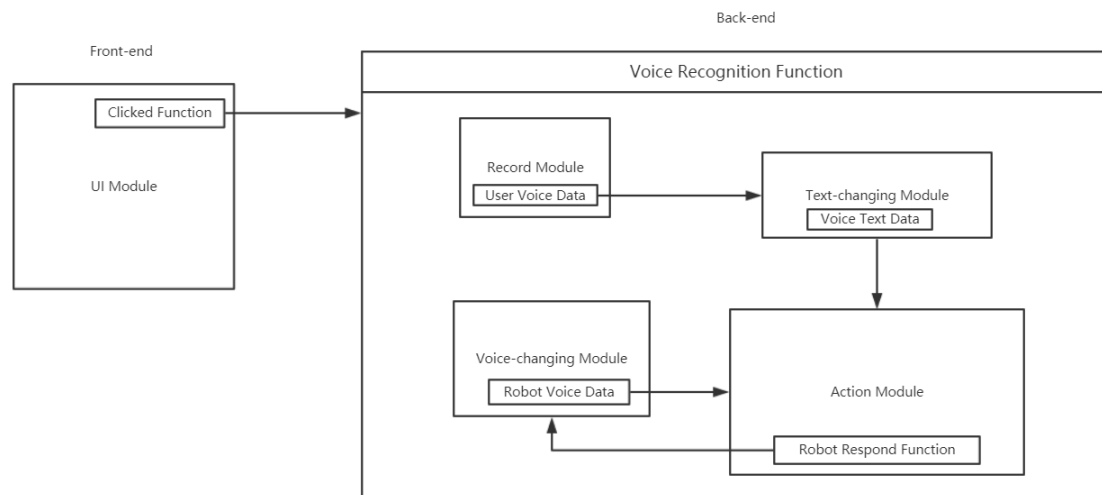 Back-end
Front-end
Voice Recognition Function
Clicked Function
UI Module
Record Module
User Voice Data
Text-changing Module
Voice Text Data
Voice-changing Module
Robot Voice Data
Action Module
Robot Respond Function